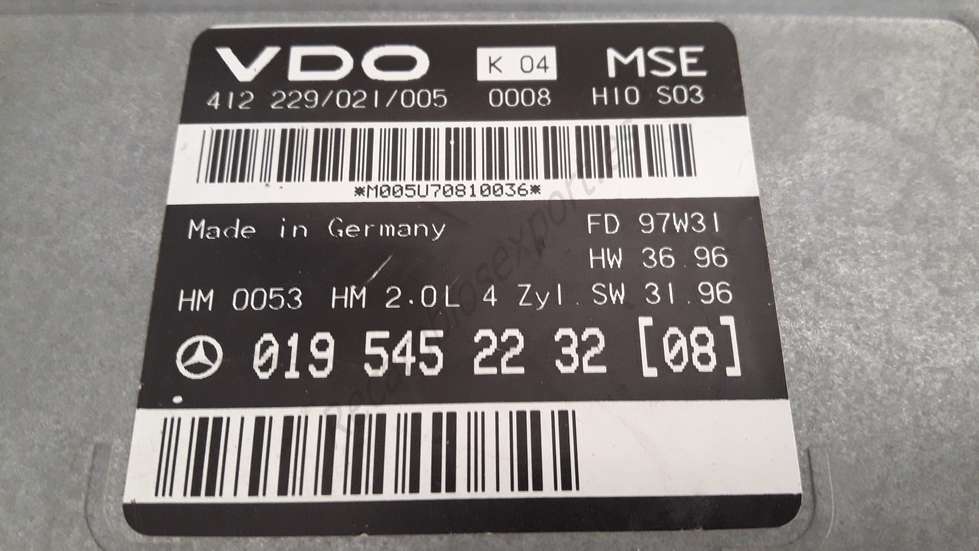 VDO K 04 MSE
412 229/021/005 0008 H10 S03
*M005U70810036*
Made in Germany FD 97W31
HW 36.96
HM 0053 HM 2.0L 4 Zyl. SW 31.96
019 545 22 32 [08]